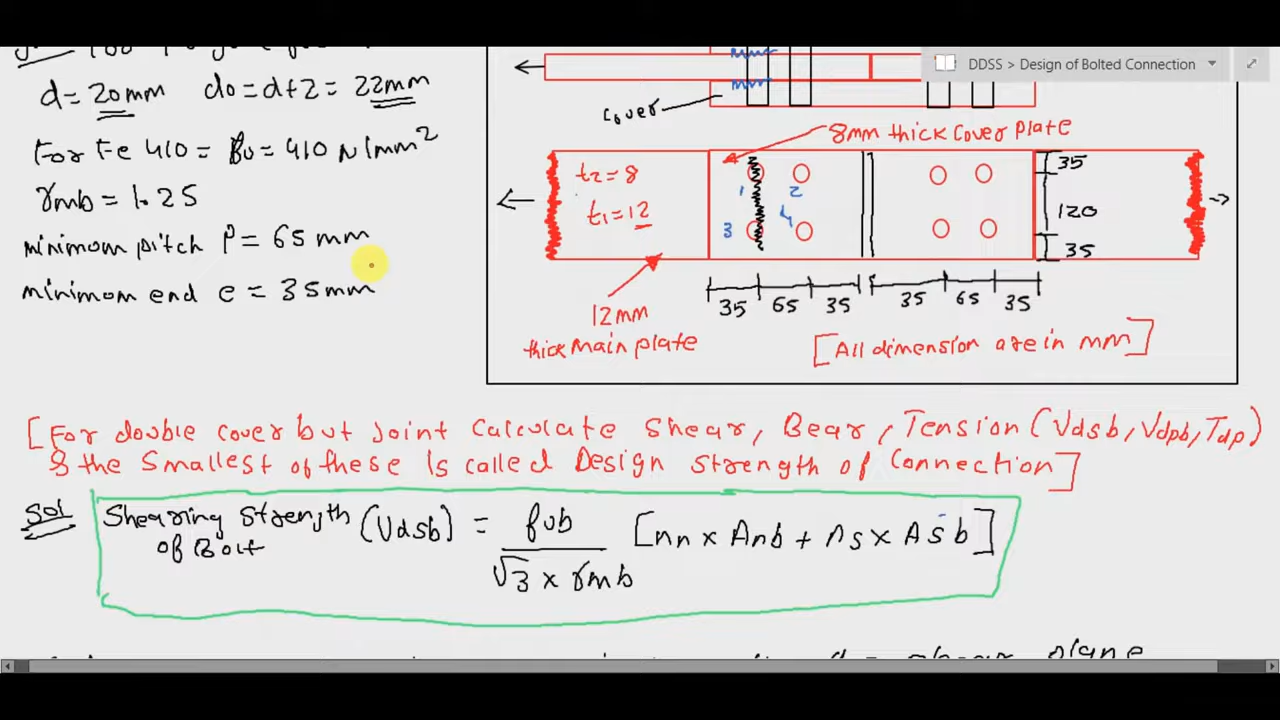 d = 20mm   do = d+2 = 22mm
For Fe 410 = fu = 410 N/mm²
γmb = 1.25
minimum pitch P = 65 mm
minimum end e = 35mm
DDSS > Design of Bolted Connection
cover
8mm thick cover plate
t2 = 8
t1 = 12
1 2
3 4
35
120
35
35 65 35 35 65 35
12mm
thick main plate
[All dimension are in mm]
[For double cover but Joint Calculate Shear, Bear, Tension (Vdsb, Vdpb, Tdp)
& the Smallest of these Is called Design Strength of Connection]
Sol Shearing Strength of Bolt (Vdsb) = fub / √3 × γmb [nn × Anb + ns × Asb]
shear plane